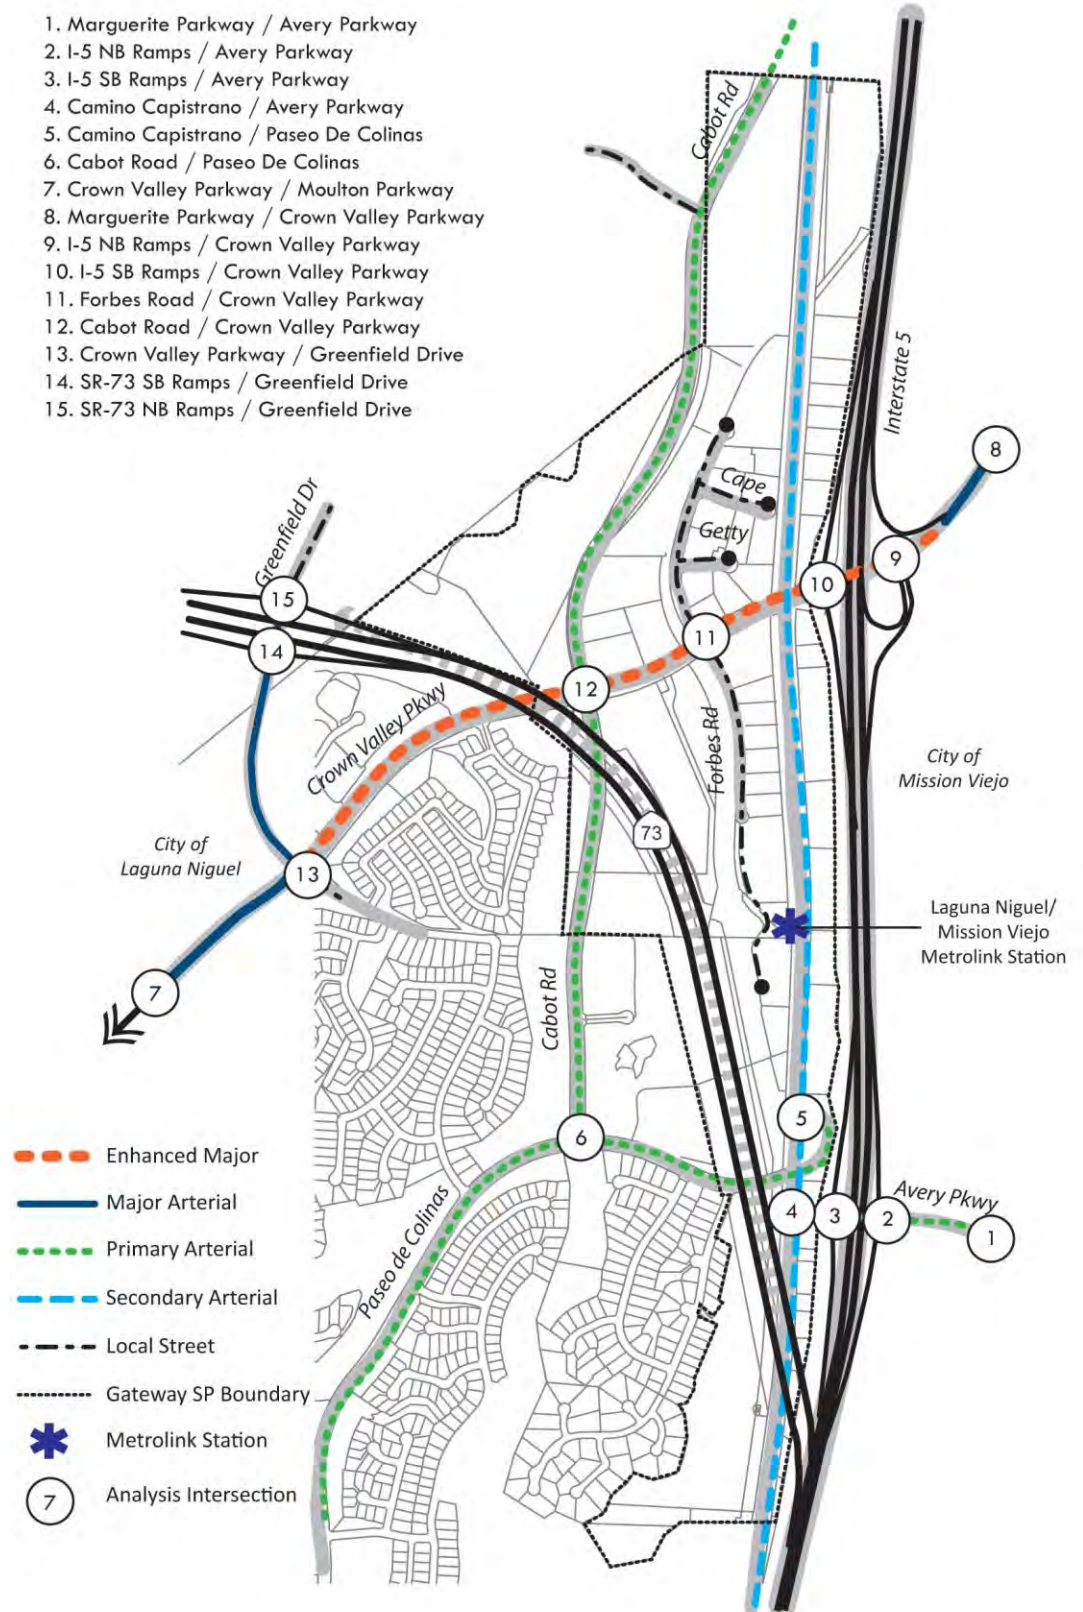 1. Marguerite Parkway / Avery Parkway
2. I-5 NB Ramps / Avery Parkway
3. I-5 SB Ramps / Avery Parkway
4. Camino Capistrano / Avery Parkway
5. Camino Capistrano / Paseo De Colinas
6. Cabot Road / Paseo De Colinas
7. Crown Valley Parkway / Moulton Parkway
8. Marguerite Parkway / Crown Valley Parkway
9. I-5 NB Ramps / Crown Valley Parkway
10. I-5 SB Ramps / Crown Valley Parkway
11. Forbes Road / Crown Valley Parkway
12. Cabot Road / Crown Valley Parkway
13. Crown Valley Parkway / Greenfield Drive
14. SR-73 SB Ramps / Greenfield Drive
15. SR-73 NB Ramps / Greenfield Drive
Cabot Rd
Interstate 5
8
Cape
Getty
Greenfield Dr
9
10
15
11
14
12
Crown Valley Pkwy
Forbes Rd
City of
Mission Viejo
73
City of
Laguna Niguel
13
Laguna Niguel/
Mission Viejo
Metrolink Station
7
Cabot Rd
5
6
Avery Pkwy
4
3
2
1
Paseo de Colinas
Enhanced Major
Major Arterial
Primary Arterial
Secondary Arterial
Local Street
Gateway SP Boundary
Metrolink Station
7
Analysis Intersection